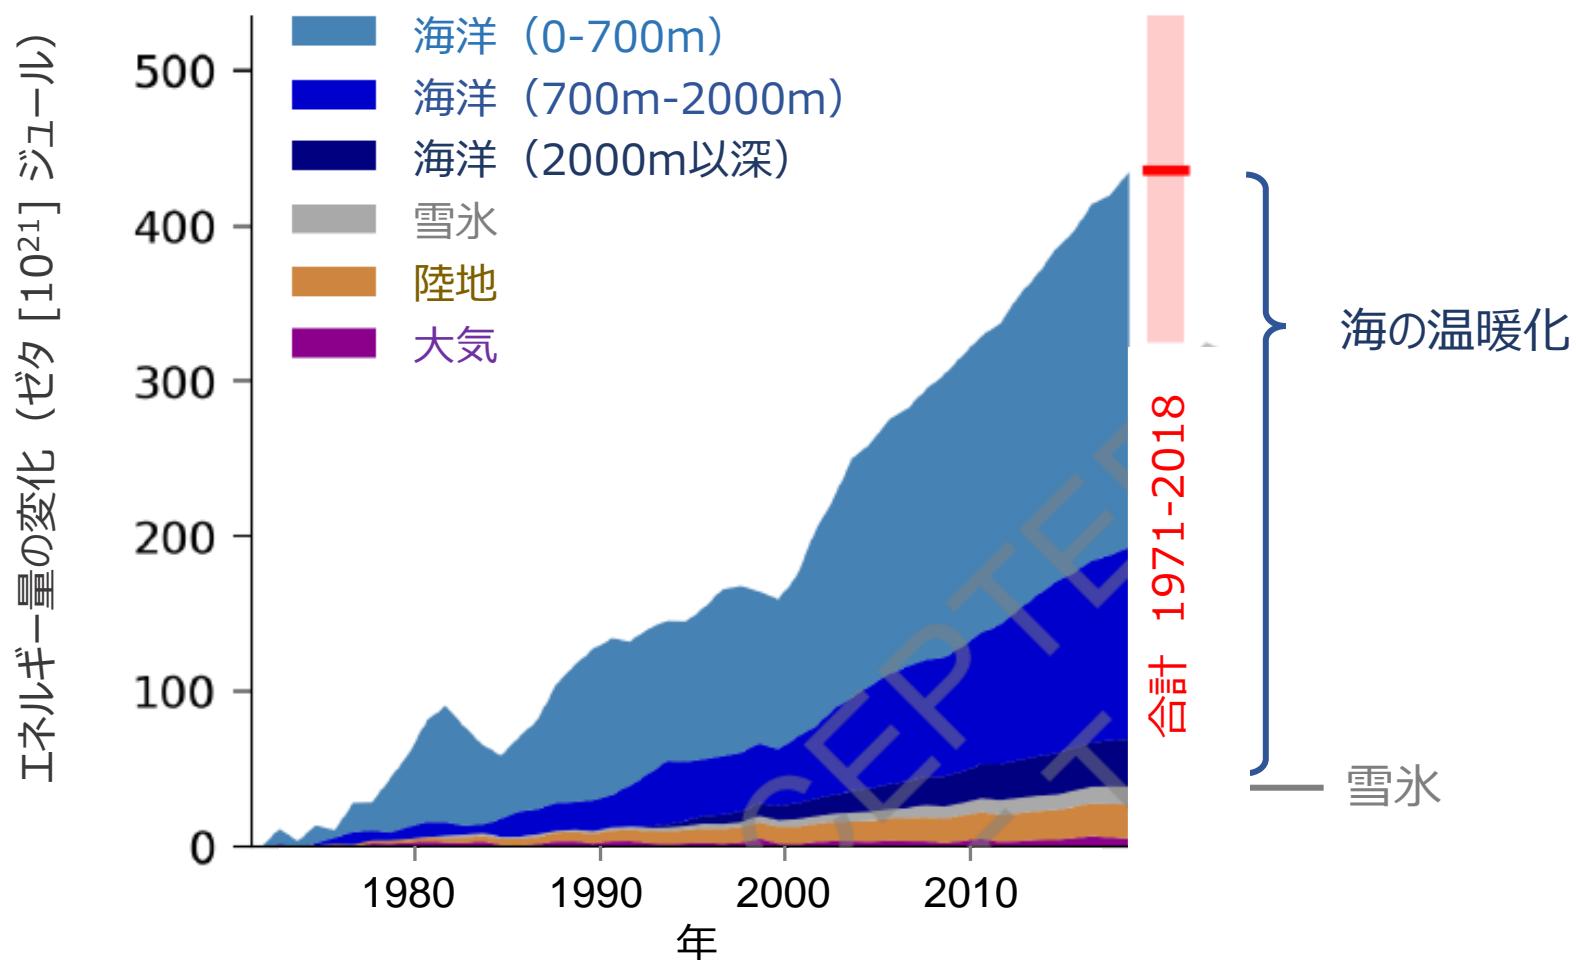 エネルギー量の変化（ゼタ [10²¹] ジュール）
海洋（0-700m）
海洋（700m-2000m）
海洋（2000m以深）
雪氷
陸地
大気
500
400
300
200
100
0
1980 1990 2000 2010
年
合計 1971-2018
海の温暖化
雪氷
CEPTE
T